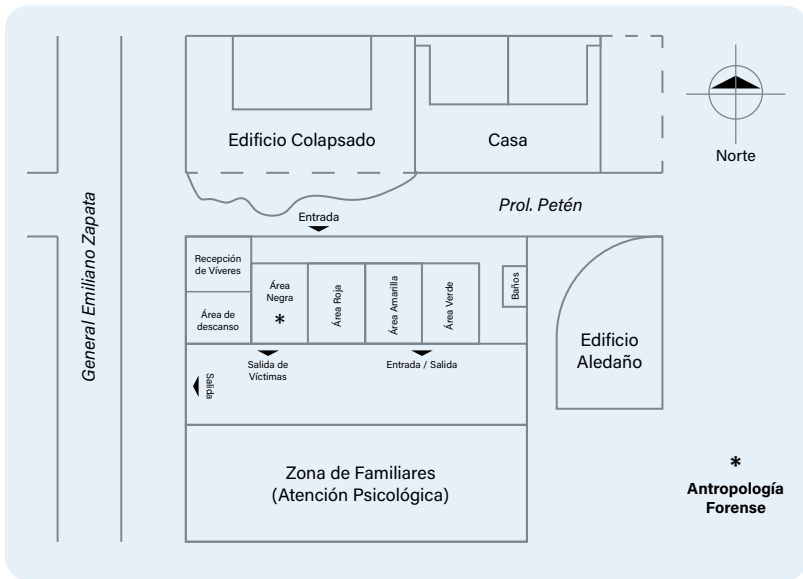 Edificio Colapsado
Casa
Norte
General Emiliano Zapata
Prol. Petén
Entrada
Recepción
de Víveres
Área de
descanso
Área
Negra
*
Área Roja
Área Amarilla
Área Verde
Baños
Edificio
Aledaño
Salida de
Víctimas
Entrada / Salida
Salida
Zona de Familiares
(Atención Psicológica)
*
Antropología
Forense